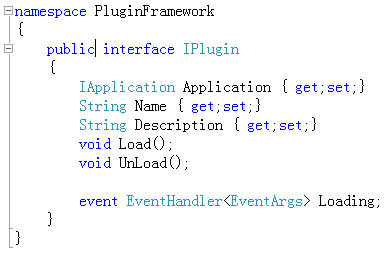 namespace PluginFramework
{
    public interface IPlugin
    {
        IApplication Application { get;set;}
        String Name { get;set;}
        String Description { get;set;}
        void Load();
        void UnLoad();

        event EventHandler<EventArgs> Loading;
    }
}